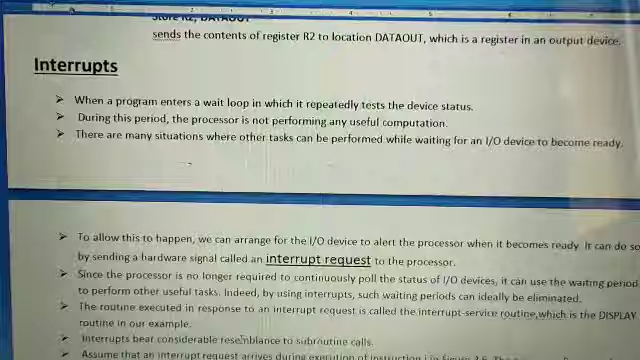 Store R2, DATAOUT
sends the contents of register R2 to location DATAOUT, which is a register in an output device.
Interrupts
➤ When a program enters a wait loop in which it repeatedly tests the device status.
➤ During this period, the processor is not performing any useful computation.
➤ There are many situations where other tasks can be performed while waiting for an I/O device to become ready.
➤ To allow this to happen, we can arrange for the I/O device to alert the processor when it becomes ready. It can do so
by sending a hardware signal called an interrupt request to the processor.
➤ Since the processor is no longer required to continuously poll the status of I/O devices, it can use the waiting period
to perform other useful tasks. Indeed, by using interrupts, such waiting periods can ideally be eliminated.
➤ The routine executed in response to an interrupt request is called the interrupt-service routine,which is the DISPLAY
routine in our example.
➤ Interrupts bear considerable resemblance to subroutine calls.
➤ Assume that an interrupt request arrives during execution of instruction i in